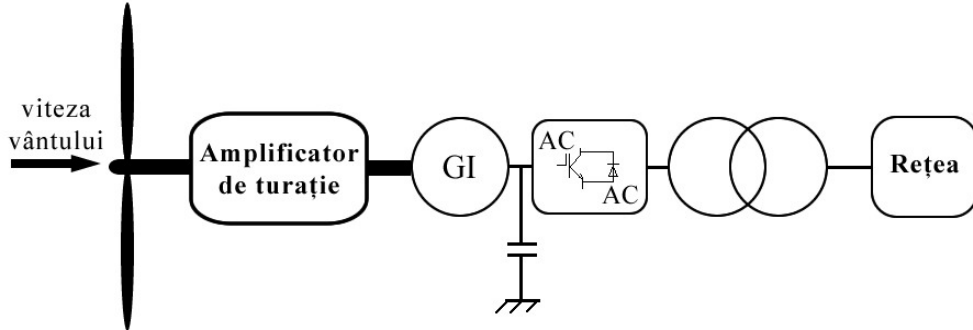 viteza
vântului
Amplificator
de turație
GI
AC
AC
Rețea